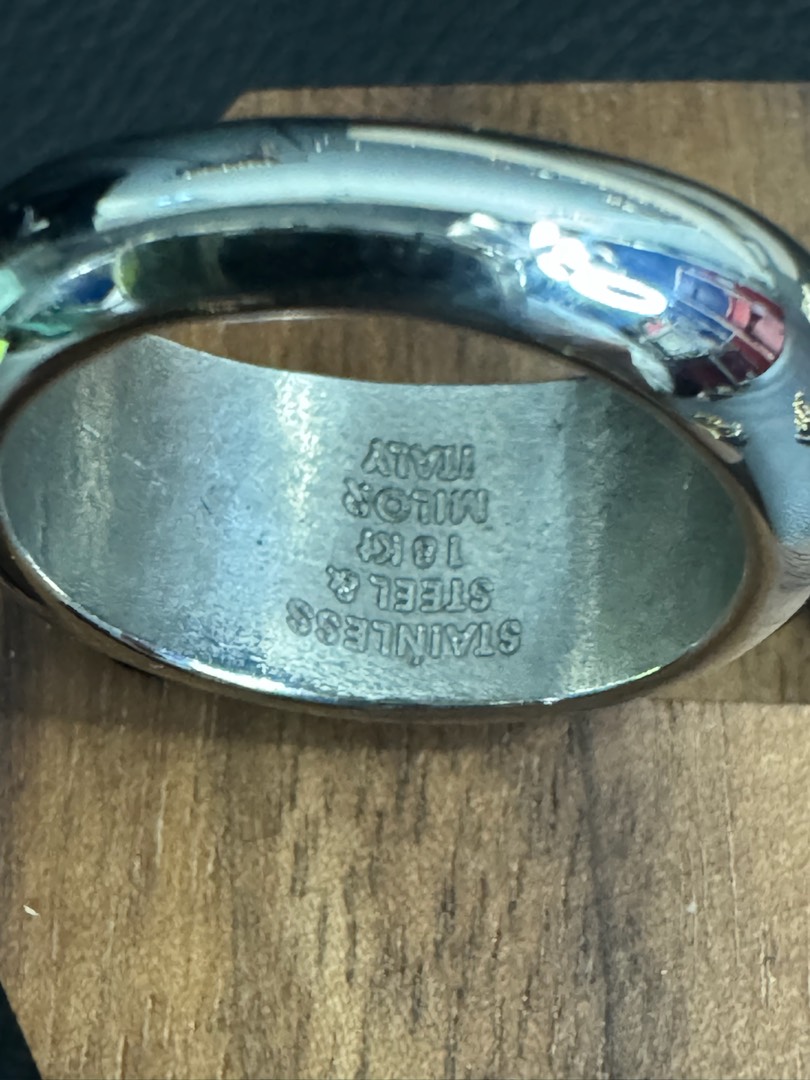 STAINLESS
STEEL &
18 Kt
MILOR
ITALY